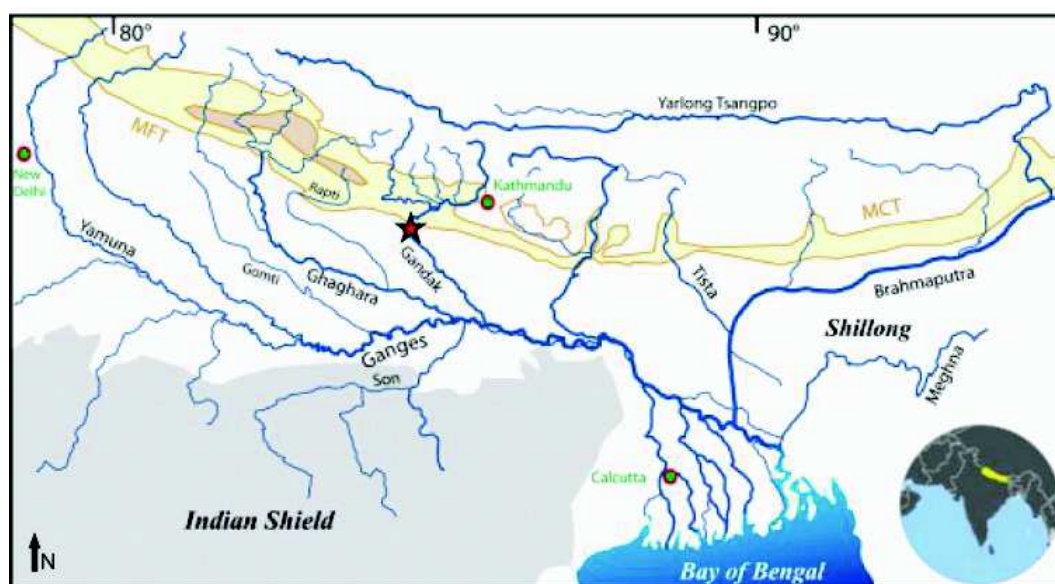 80°
90°
Yarlong Tsangpo
MFT
New
Delhi
Rapti
Kathmandu
MCT
Yamuna
Gomti
Ghaghara
Gandak
Tista
Brahmaputra
Shillong
Ganges
Son
Meghna
Calcutta
Indian Shield
N
Bay of Bengal